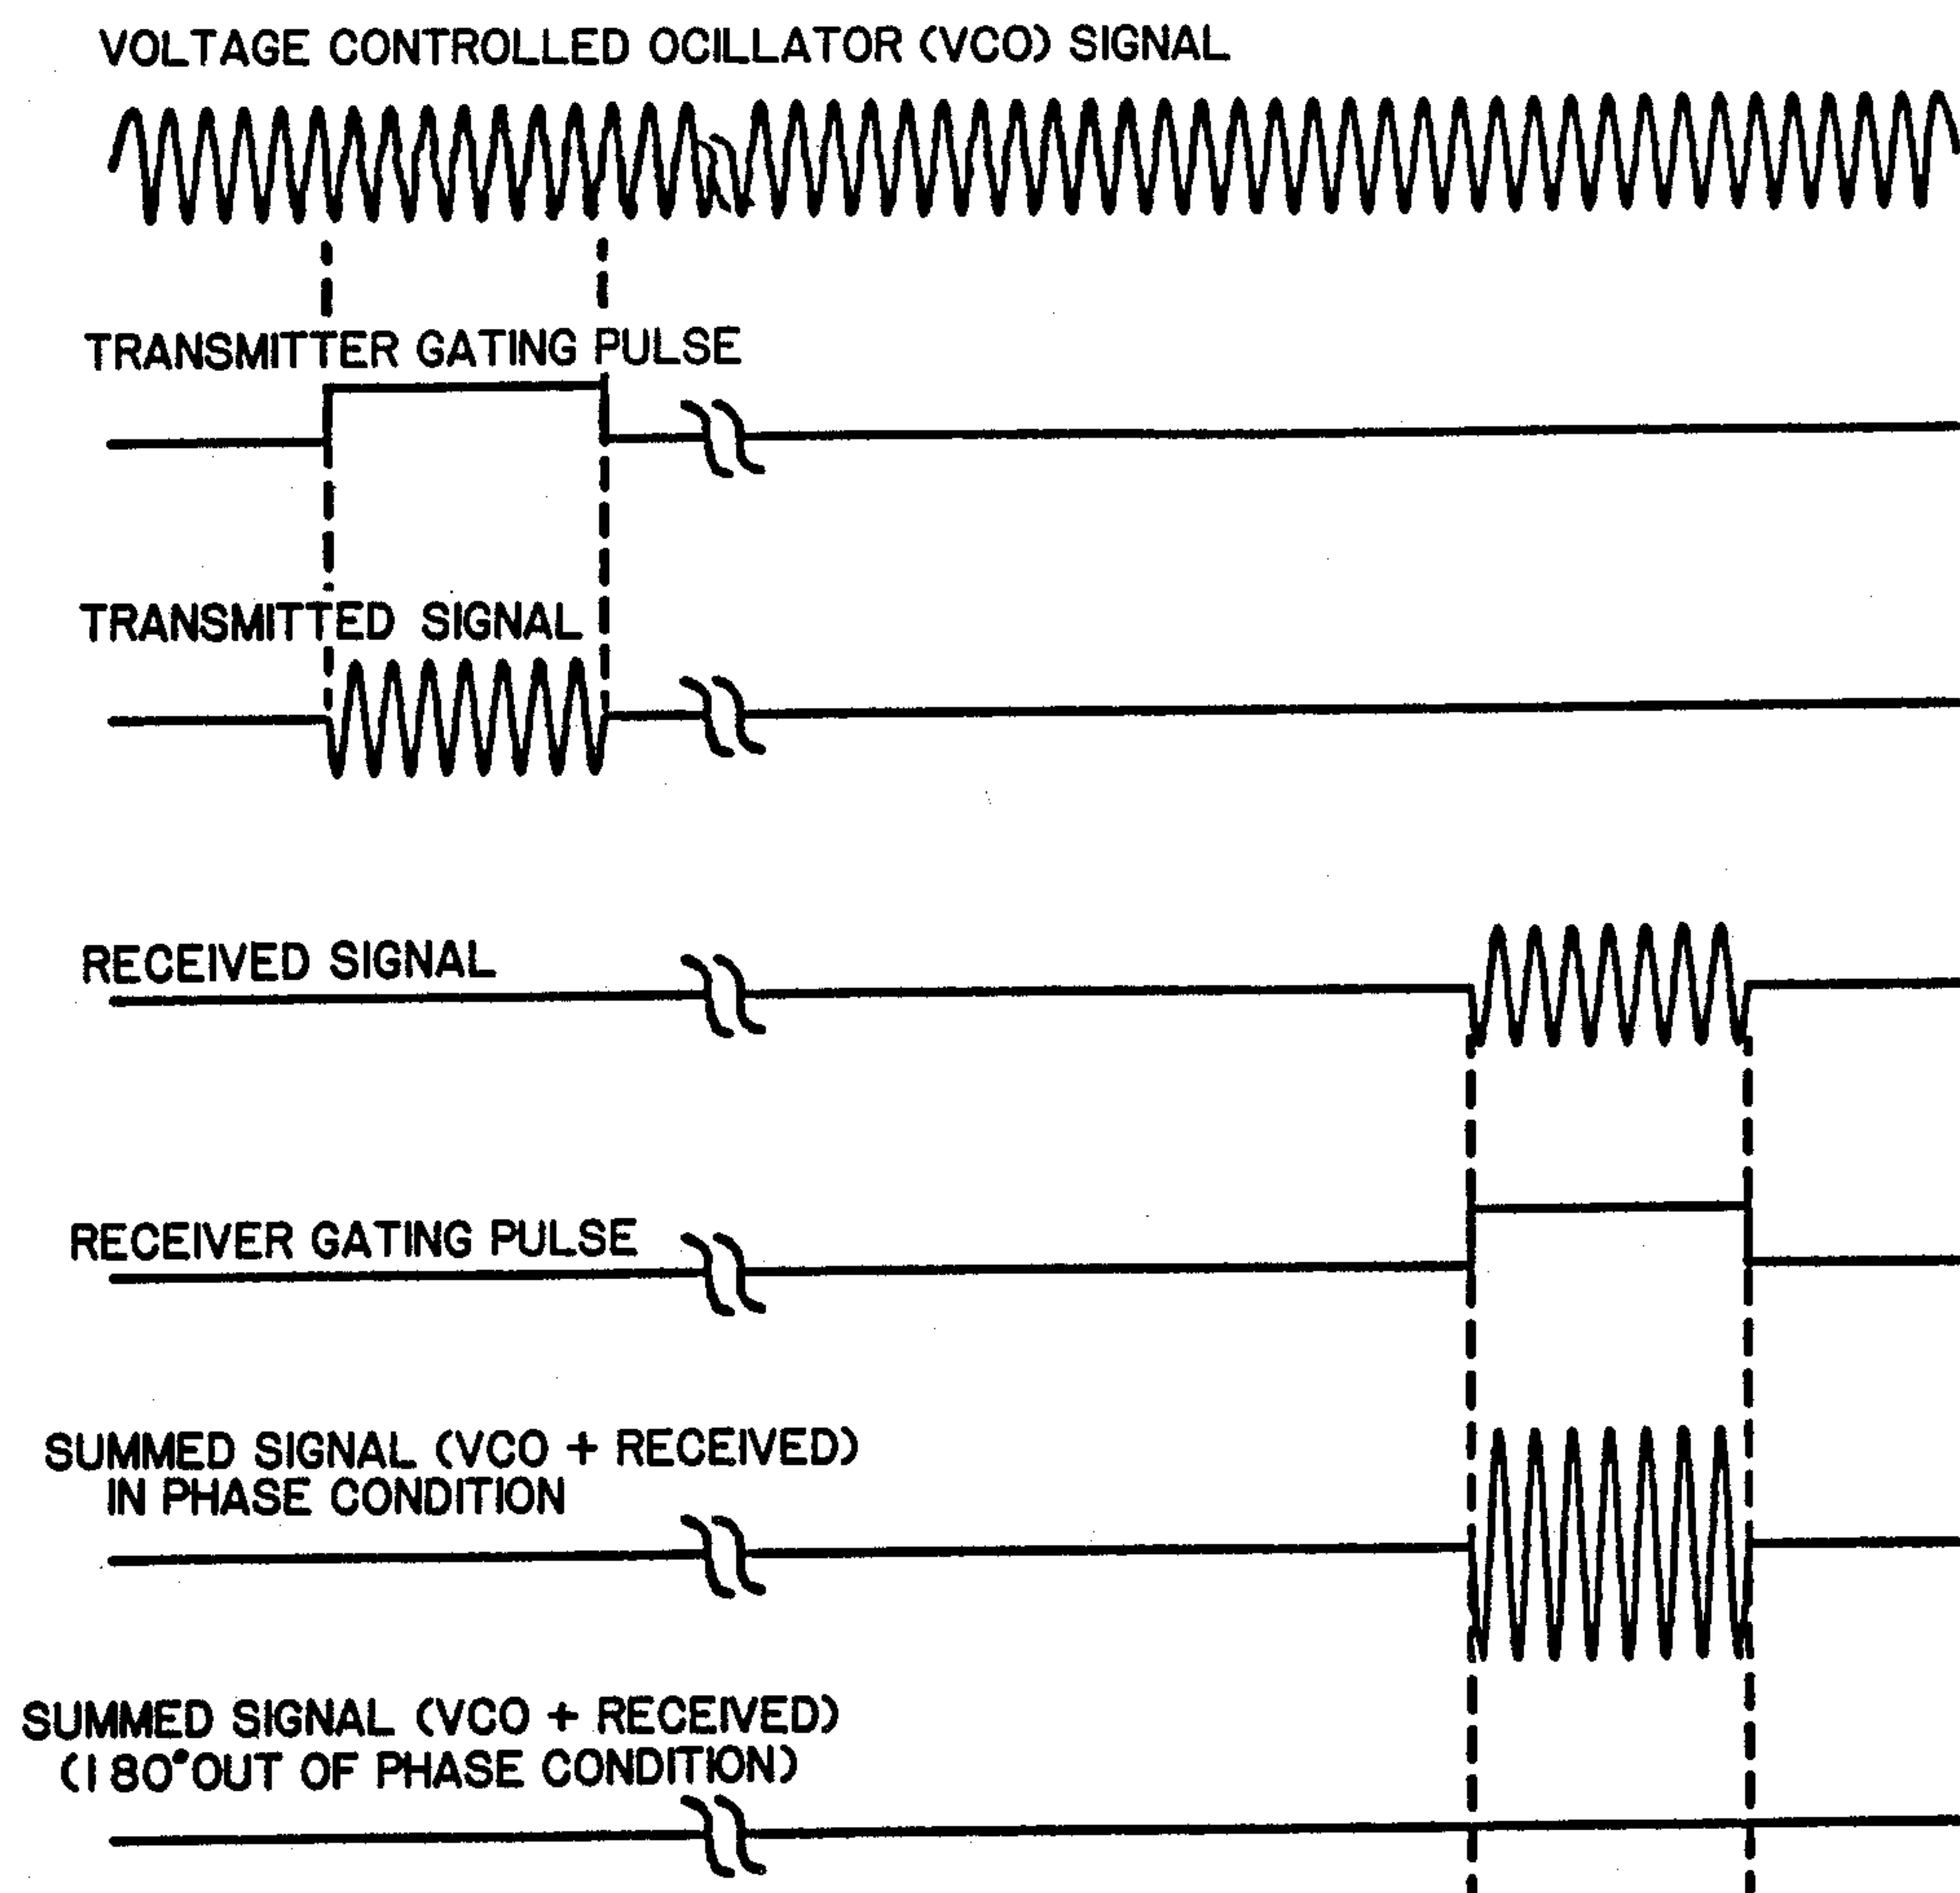 VOLTAGE CONTROLLED OCILLATOR (VCO) SIGNAL
TRANSMITTER GATING PULSE
TRANSMITTED SIGNAL
RECEIVED SIGNAL
RECEIVER GATING PULSE
SUMMED SIGNAL (VCO + RECEIVED)
IN PHASE CONDITION
SUMMED SIGNAL (VCO + RECEIVED)
(180°OUT OF PHASE CONDITION)